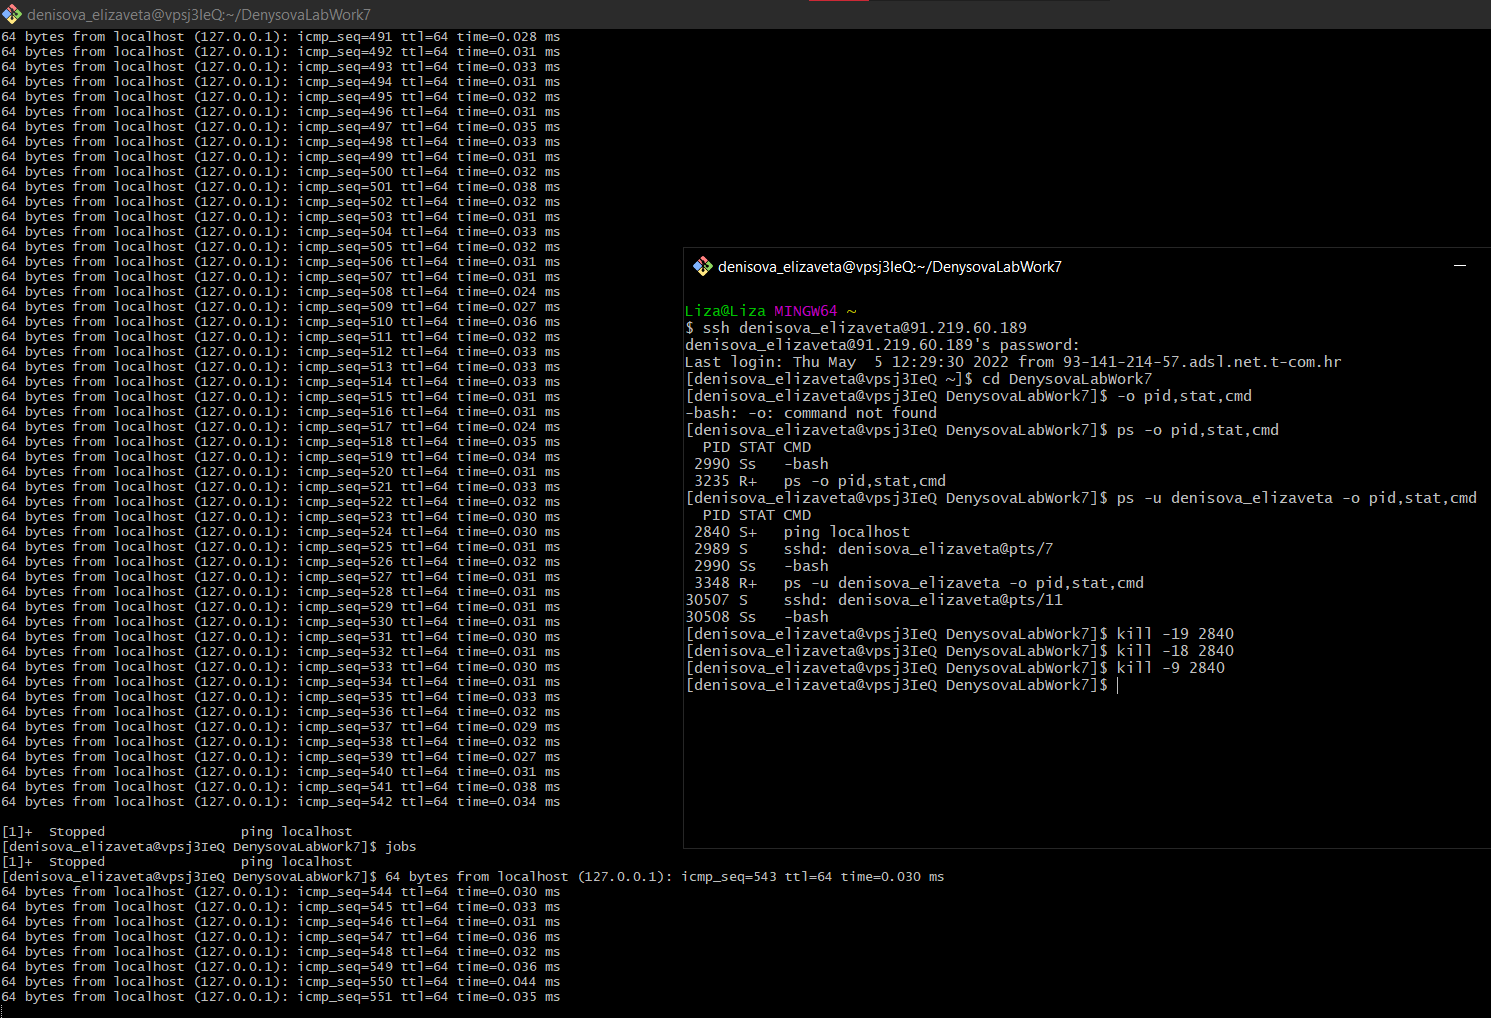 denisova_elizaveta@vpsj3IeQ:~/DenysovaLabWork7
64 bytes from localhost (127.0.0.1): icmp_seq=491 ttl=64 time=0.028 ms
64 bytes from localhost (127.0.0.1): icmp_seq=492 ttl=64 time=0.031 ms
64 bytes from localhost (127.0.0.1): icmp_seq=493 ttl=64 time=0.033 ms
64 bytes from localhost (127.0.0.1): icmp_seq=494 ttl=64 time=0.031 ms
64 bytes from localhost (127.0.0.1): icmp_seq=495 ttl=64 time=0.032 ms
64 bytes from localhost (127.0.0.1): icmp_seq=496 ttl=64 time=0.031 ms
64 bytes from localhost (127.0.0.1): icmp_seq=497 ttl=64 time=0.035 ms
64 bytes from localhost (127.0.0.1): icmp_seq=498 ttl=64 time=0.033 ms
64 bytes from localhost (127.0.0.1): icmp_seq=499 ttl=64 time=0.031 ms
64 bytes from localhost (127.0.0.1): icmp_seq=500 ttl=64 time=0.032 ms
64 bytes from localhost (127.0.0.1): icmp_seq=501 ttl=64 time=0.038 ms
64 bytes from localhost (127.0.0.1): icmp_seq=502 ttl=64 time=0.032 ms
64 bytes from localhost (127.0.0.1): icmp_seq=503 ttl=64 time=0.031 ms
64 bytes from localhost (127.0.0.1): icmp_seq=504 ttl=64 time=0.033 ms
64 bytes from localhost (127.0.0.1): icmp_seq=505 ttl=64 time=0.032 ms
64 bytes from localhost (127.0.0.1): icmp_seq=506 ttl=64 time=0.031 ms
64 bytes from localhost (127.0.0.1): icmp_seq=507 ttl=64 time=0.031 ms
64 bytes from localhost (127.0.0.1): icmp_seq=508 ttl=64 time=0.024 ms
64 bytes from localhost (127.0.0.1): icmp_seq=509 ttl=64 time=0.027 ms
64 bytes from localhost (127.0.0.1): icmp_seq=510 ttl=64 time=0.036 ms
64 bytes from localhost (127.0.0.1): icmp_seq=511 ttl=64 time=0.032 ms
64 bytes from localhost (127.0.0.1): icmp_seq=512 ttl=64 time=0.033 ms
64 bytes from localhost (127.0.0.1): icmp_seq=513 ttl=64 time=0.033 ms
64 bytes from localhost (127.0.0.1): icmp_seq=514 ttl=64 time=0.033 ms
64 bytes from localhost (127.0.0.1): icmp_seq=515 ttl=64 time=0.031 ms
64 bytes from localhost (127.0.0.1): icmp_seq=516 ttl=64 time=0.031 ms
64 bytes from localhost (127.0.0.1): icmp_seq=517 ttl=64 time=0.024 ms
64 bytes from localhost (127.0.0.1): icmp_seq=518 ttl=64 time=0.035 ms
64 bytes from localhost (127.0.0.1): icmp_seq=519 ttl=64 time=0.034 ms
64 bytes from localhost (127.0.0.1): icmp_seq=520 ttl=64 time=0.031 ms
64 bytes from localhost (127.0.0.1): icmp_seq=521 ttl=64 time=0.033 ms
64 bytes from localhost (127.0.0.1): icmp_seq=522 ttl=64 time=0.032 ms
64 bytes from localhost (127.0.0.1): icmp_seq=523 ttl=64 time=0.030 ms
64 bytes from localhost (127.0.0.1): icmp_seq=524 ttl=64 time=0.030 ms
64 bytes from localhost (127.0.0.1): icmp_seq=525 ttl=64 time=0.031 ms
64 bytes from localhost (127.0.0.1): icmp_seq=526 ttl=64 time=0.032 ms
64 bytes from localhost (127.0.0.1): icmp_seq=527 ttl=64 time=0.031 ms
64 bytes from localhost (127.0.0.1): icmp_seq=528 ttl=64 time=0.031 ms
64 bytes from localhost (127.0.0.1): icmp_seq=529 ttl=64 time=0.031 ms
64 bytes from localhost (127.0.0.1): icmp_seq=530 ttl=64 time=0.031 ms
64 bytes from localhost (127.0.0.1): icmp_seq=531 ttl=64 time=0.030 ms
64 bytes from localhost (127.0.0.1): icmp_seq=532 ttl=64 time=0.031 ms
64 bytes from localhost (127.0.0.1): icmp_seq=533 ttl=64 time=0.030 ms
64 bytes from localhost (127.0.0.1): icmp_seq=534 ttl=64 time=0.031 ms
64 bytes from localhost (127.0.0.1): icmp_seq=535 ttl=64 time=0.033 ms
64 bytes from localhost (127.0.0.1): icmp_seq=536 ttl=64 time=0.032 ms
64 bytes from localhost (127.0.0.1): icmp_seq=537 ttl=64 time=0.029 ms
64 bytes from localhost (127.0.0.1): icmp_seq=538 ttl=64 time=0.032 ms
64 bytes from localhost (127.0.0.1): icmp_seq=539 ttl=64 time=0.027 ms
64 bytes from localhost (127.0.0.1): icmp_seq=540 ttl=64 time=0.031 ms
64 bytes from localhost (127.0.0.1): icmp_seq=541 ttl=64 time=0.038 ms
64 bytes from localhost (127.0.0.1): icmp_seq=542 ttl=64 time=0.034 ms
[1]+  Stopped                 ping localhost
[denisova_elizaveta@vpsj3IeQ DenysovaLabWork7]$ jobs
[1]+  Stopped                 ping localhost
[denisova_elizaveta@vpsj3IeQ DenysovaLabWork7]$ 64 bytes from localhost (127.0.0.1): icmp_seq=543 ttl=64 time=0.030 ms
64 bytes from localhost (127.0.0.1): icmp_seq=544 ttl=64 time=0.030 ms
64 bytes from localhost (127.0.0.1): icmp_seq=545 ttl=64 time=0.033 ms
64 bytes from localhost (127.0.0.1): icmp_seq=546 ttl=64 time=0.031 ms
64 bytes from localhost (127.0.0.1): icmp_seq=547 ttl=64 time=0.036 ms
64 bytes from localhost (127.0.0.1): icmp_seq=548 ttl=64 time=0.032 ms
64 bytes from localhost (127.0.0.1): icmp_seq=549 ttl=64 time=0.036 ms
64 bytes from localhost (127.0.0.1): icmp_seq=550 ttl=64 time=0.044 ms
64 bytes from localhost (127.0.0.1): icmp_seq=551 ttl=64 time=0.035 ms
denisova_elizaveta@vpsj3IeQ:~/DenysovaLabWork7
Liza@Liza MINGW64 ~
$ ssh denisova_elizaveta@91.219.60.189
denisova_elizaveta@91.219.60.189's password:
Last login: Thu May  5 12:29:30 2022 from 93-141-214-57.adsl.net.t-com.hr
[denisova_elizaveta@vpsj3IeQ ~]$ cd DenysovaLabWork7
[denisova_elizaveta@vpsj3IeQ DenysovaLabWork7]$ -o pid,stat,cmd
-bash: -o: command not found
[denisova_elizaveta@vpsj3IeQ DenysovaLabWork7]$ ps -o pid,stat,cmd
  PID STAT CMD
 2990 Ss   -bash
 3235 R+   ps -o pid,stat,cmd
[denisova_elizaveta@vpsj3IeQ DenysovaLabWork7]$ ps -u denisova_elizaveta -o pid,stat,cmd
  PID STAT CMD
 2840 S+   ping localhost
 2989 S    sshd: denisova_elizaveta@pts/7
 2990 Ss   -bash
 3348 R+   ps -u denisova_elizaveta -o pid,stat,cmd
30507 S    sshd: denisova_elizaveta@pts/11
30508 Ss   -bash
[denisova_elizaveta@vpsj3IeQ DenysovaLabWork7]$ kill -19 2840
[denisova_elizaveta@vpsj3IeQ DenysovaLabWork7]$ kill -18 2840
[denisova_elizaveta@vpsj3IeQ DenysovaLabWork7]$ kill -9 2840
[denisova_elizaveta@vpsj3IeQ DenysovaLabWork7]$